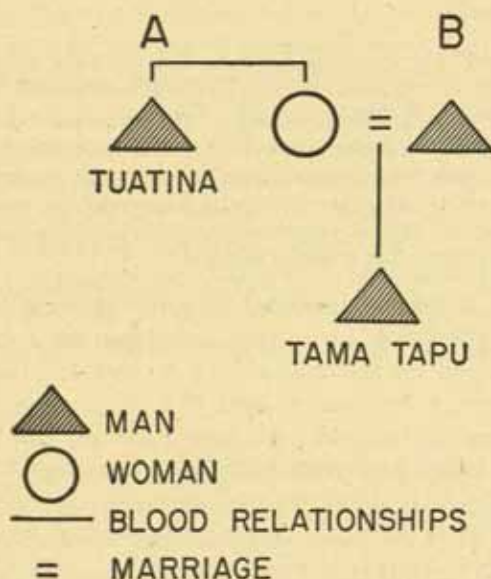 A B
=
TUATINA
TAMA TAPU
MAN
WOMAN
BLOOD RELATIONSHIPS
= MARRIAGE